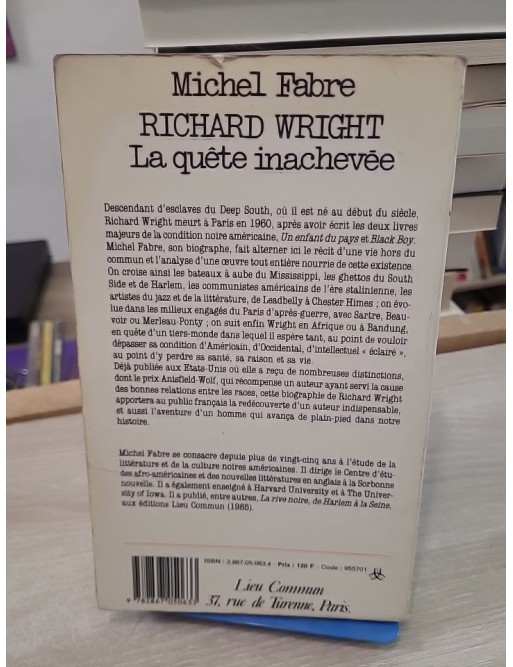 Michel Fabre
RICHARD WRIGHT
La quête inachevée
Descendant d'esclaves du Deep South, où il est né au début du siècle,
Richard Wright meurt à Paris en 1960, après avoir écrit les deux livres
majeurs de la condition noire américaine, Un enfant du pays et Black Boy.
Michel Fabre, son biographe, fait alterner ici le récit d'une vie hors du
commun et l'analyse d'une œuvre tout entière nourrie de cette existence.
On croise ainsi les bateaux à aube du Mississippi, les ghettos du South
Side et de Harlem, les communistes américains de l'ère stalinienne, les
artistes du jazz et de la littérature, de Leadbelly à Chester Himes ; on évo-
lue dans les milieux engagés du Paris d'après-guerre, avec Sartre, Beau-
voir ou Merleau-Ponty ; on suit enfin Wright en Afrique ou à Bandung,
en quête d'un tiers-monde dans lequel il espère tant, au point de vouloir
dépasser sa condition d'Américain, d'Occidental, d'intellectuel « éclairé »,
au point d'y perdre sa santé, sa raison et sa vie.
Déjà publiée aux Etats-Unis où elle a reçu de nombreuses distinctions,
dont le prix Anisfield-Wolf, qui récompense un auteur ayant servi la cause
des bonnes relations entre les races, cette biographie de Richard Wright
apportera au public français la redécouverte d'un auteur indispensable,
et aussi l'aventure d'un homme qui avança de plain-pied dans notre
histoire.
Michel Fabre se consacre depuis plus de vingt-cinq ans à l'étude de la
littérature et de la culture noires américaines. Il dirige le Centre d'étu-
des afro-américaines et des nouvelles littératures en anglais à la Sorbonne
nouvelle. Il a également enseigné à Harvard University et à The Univer-
sity of Iowa. Il a publié, entre autres, La rive noire, de Harlem à la Seine,
aux éditions Lieu Commun (1985).
ISBN : 2.867.05.063.4 - Prix : 120 F - Code : 955701
9 782867 050633
Lieu Commun
37, rue de Turenne, Paris.